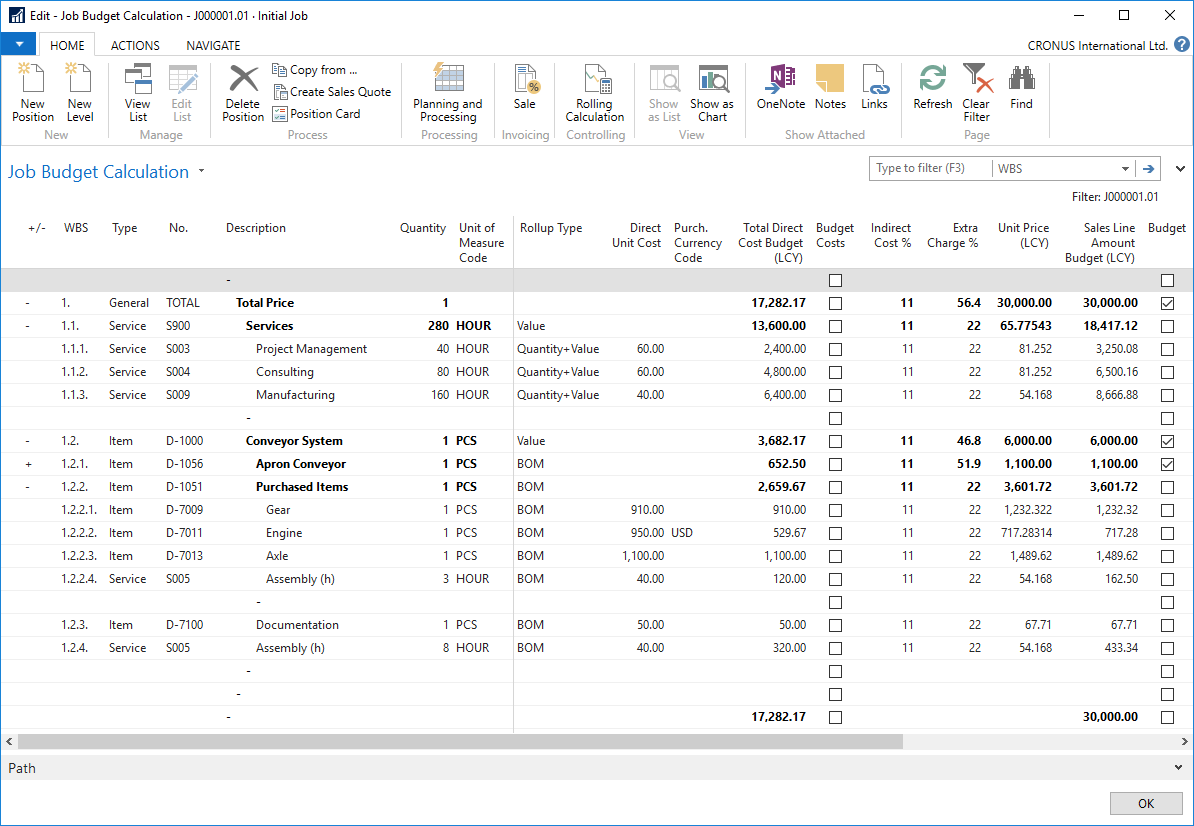 Edit - Job Budget Calculation - J000001.01 · Initial Job
HOME ACTIONS NAVIGATE CRONUS International Ltd. ?
New Position New Level View List Edit List Delete Position Copy from ... Create Sales Quote Position Card Planning and Processing Sale Rolling Calculation Show as List Show as Chart OneNote Notes Links Refresh Clear Filter Find
New Manage Process Processing Invoicing Controlling View Show Attached Page
Job Budget Calculation Type to filter (F3) WBS
Filter: J000001.01
+/- WBS Type No. Description Quantity Unit of Measure Code Rollup Type Direct Unit Cost Purch. Currency Code Total Direct Cost Budget (LCY) Budget Costs Indirect Cost % Extra Charge % Unit Price (LCY) Sales Line Amount Budget (LCY) Budget
-
- 1. General TOTAL Total Price 1 17,282.17 11 56.4 30,000.00 30,000.00
- 1.1. Service S900 Services 280 HOUR Value 13,600.00 11 22 65.77543 18,417.12
1.1.1. Service S003 Project Management 40 HOUR Quantity+Value 60.00 2,400.00 11 22 81.252 3,250.08
1.1.2. Service S004 Consulting 80 HOUR Quantity+Value 60.00 4,800.00 11 22 81.252 6,500.16
1.1.3. Service S009 Manufacturing 160 HOUR Quantity+Value 40.00 6,400.00 11 22 54.168 8,666.88
-
- 1.2. Item D-1000 Conveyor System 1 PCS Value 3,682.17 11 46.8 6,000.00 6,000.00
+ 1.2.1. Item D-1056 Apron Conveyor 1 PCS BOM 652.50 11 51.9 1,100.00 1,100.00
- 1.2.2. Item D-1051 Purchased Items 1 PCS BOM 2,659.67 11 22 3,601.72 3,601.72
1.2.2.1. Item D-7009 Gear 1 PCS BOM 910.00 910.00 11 22 1,232.322 1,232.32
1.2.2.2. Item D-7011 Engine 1 PCS BOM 950.00 USD 529.67 11 22 717.28314 717.28
1.2.2.3. Item D-7013 Axle 1 PCS BOM 1,100.00 1,100.00 11 22 1,489.62 1,489.62
1.2.2.4. Service S005 Assembly (h) 3 HOUR BOM 40.00 120.00 11 22 54.168 162.50
-
1.2.3. Item D-7100 Documentation 1 PCS BOM 50.00 50.00 11 22 67.71 67.71
1.2.4. Service S005 Assembly (h) 8 HOUR BOM 40.00 320.00 11 22 54.168 433.34
-
-
- 17,282.17 30,000.00
Path
OK